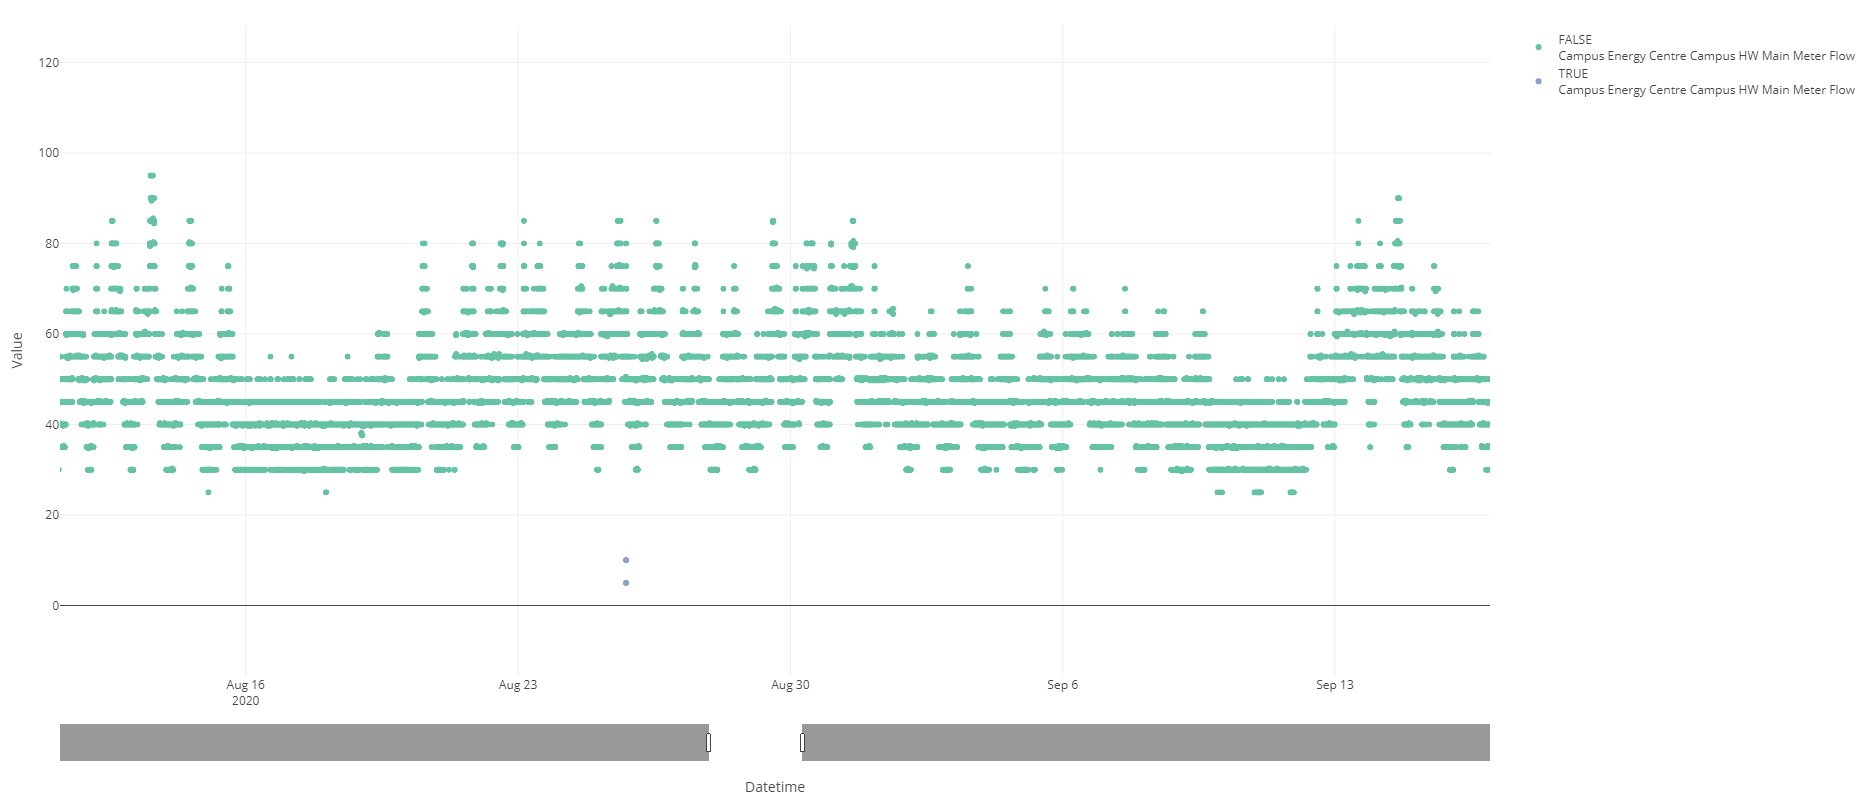 120
100
80
60
40
20
0
Value
Aug 16
2020
Aug 23
Aug 30
Sep 6
Sep 13
Datetime
FALSE
Campus Energy Centre Campus HW Main Meter Flow
TRUE
Campus Energy Centre Campus HW Main Meter Flow